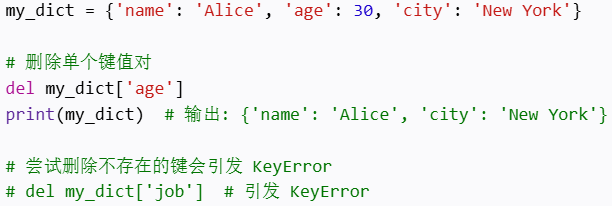 my_dict = {'name': 'Alice', 'age': 30, 'city': 'New York'}
# 删除单个键值对
del my_dict['age']
print(my_dict)  # 输出: {'name': 'Alice', 'city': 'New York'}
# 尝试删除不存在的键会引发 KeyError
# del my_dict['job']  # 引发 KeyError